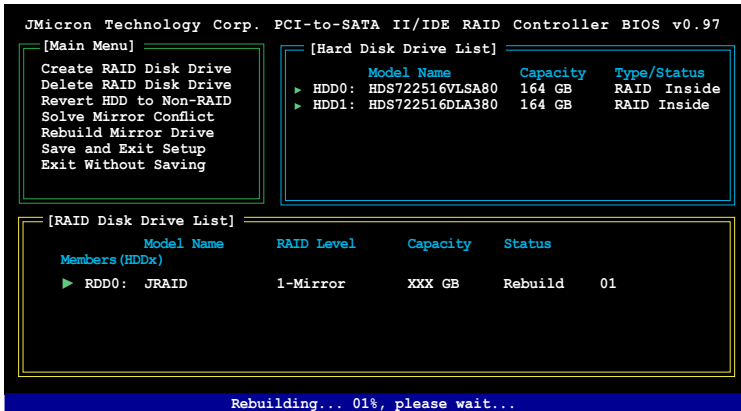 JMicron Technology Corp. PCI-to-SATA II/IDE RAID Controller BIOS v0.97
[Main Menu]
Create RAID Disk Drive
Delete RAID Disk Drive
Revert HDD to Non-RAID
Solve Mirror Conflict
Rebuild Mirror Drive
Save and Exit Setup
Exit Without Saving
[Hard Disk Drive List]
Model Name Capacity Type/Status
HDD0: HDS722516VLSA80 164 GB RAID Inside
HDD1: HDS722516DLA380 164 GB RAID Inside
[RAID Disk Drive List]
Model Name RAID Level Capacity Status
Members(HDDx)
RDD0: JRAID 1-Mirror XXX GB Rebuild 01
Rebuilding... 01%, please wait...